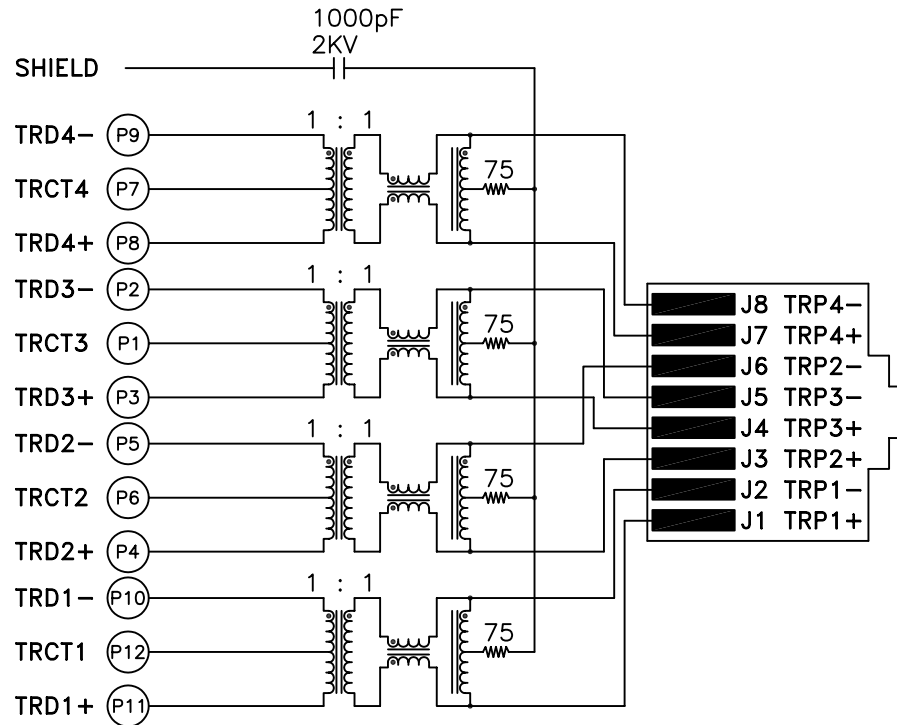 1000pF
2KV
SHIELD
1 : 1
TRD4- P9
75
TRCT4 P7
TRD4+ P8
1 : 1
TRD3- P2
75
TRCT3 P1
TRD3+ P3
1 : 1
TRD2- P5
75
TRCT2 P6
TRD2+ P4
1 : 1
TRD1- P10
75
TRCT1 P12
TRD1+ P11
J8 TRP4-
J7 TRP4+
J6 TRP2-
J5 TRP3-
J4 TRP3+
J3 TRP2+
J2 TRP1-
J1 TRP1+